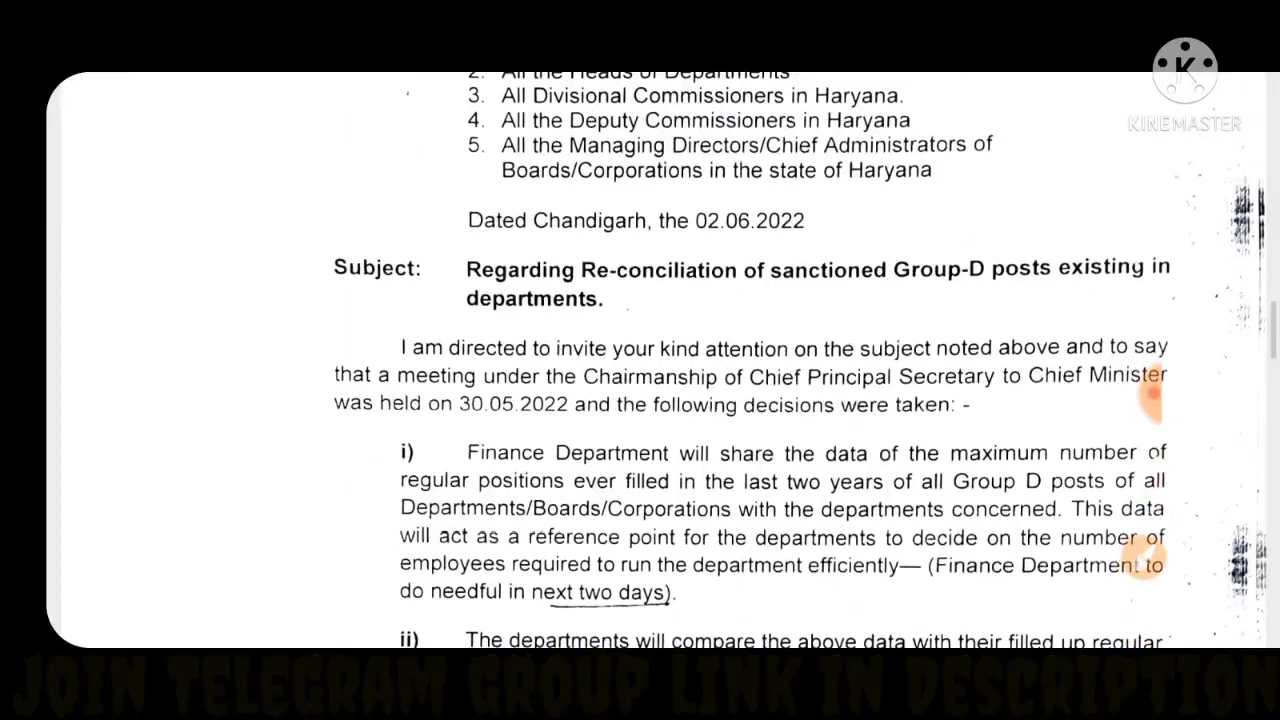 2. All the Heads of Departments
3. All Divisional Commissioners in Haryana.
4. All the Deputy Commissioners in Haryana
5. All the Managing Directors/Chief Administrators of
Boards/Corporations in the state of Haryana
Dated Chandigarh, the 02.06.2022
Subject: Regarding Re-conciliation of sanctioned Group-D posts existing in
departments.
I am directed to invite your kind attention on the subject noted above and to say
that a meeting under the Chairmanship of Chief Principal Secretary to Chief Minister
was held on 30.05.2022 and the following decisions were taken: -
i) Finance Department will share the data of the maximum number of
regular positions ever filled in the last two years of all Group D posts of all
Departments/Boards/Corporations with the departments concerned. This data
will act as a reference point for the departments to decide on the number of
employees required to run the department efficiently— (Finance Department to
do needful in next two days).
ii) The departments will compare the above data with their filled up regular
K
KINEMASTER
JOIN TELEGRAM GROUP LINK IN DESCRIPTION